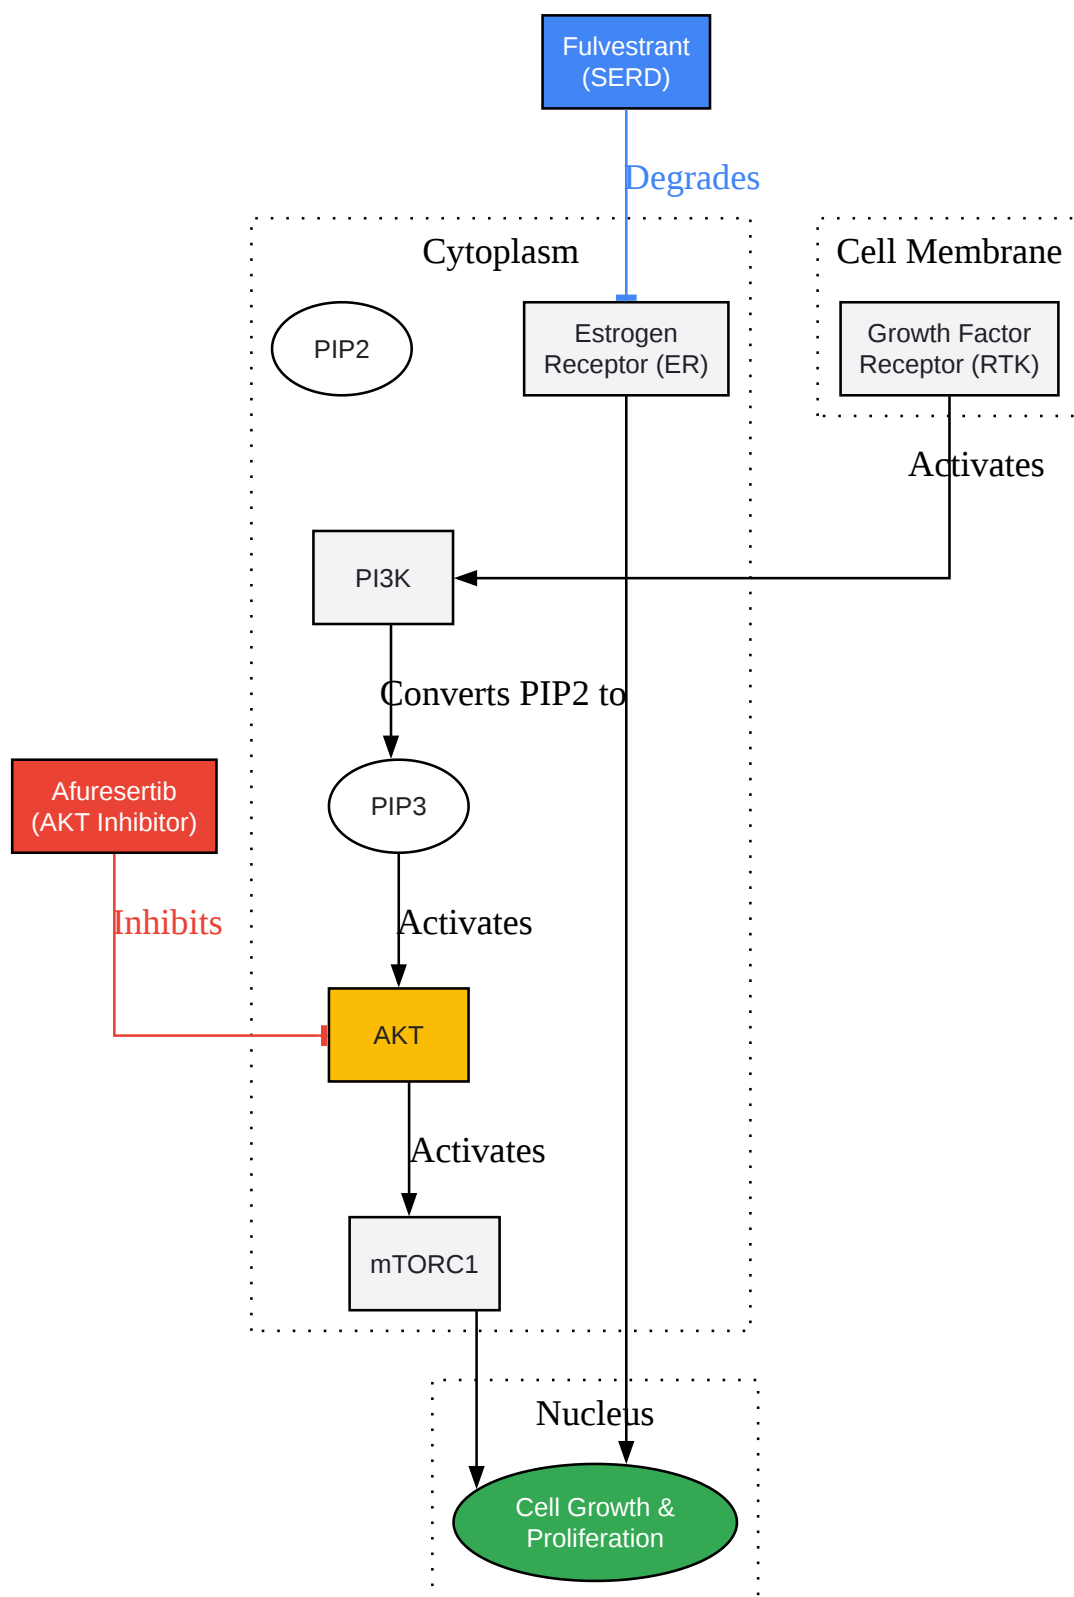 Fulvestrant
(SERD)
Degrades
Cytoplasm
Cell Membrane
PIP2
Estrogen
Receptor (ER)
Growth Factor
Receptor (RTK)
Activates
PI3K
Converts PIP2 to
Afuresertib
(AKT Inhibitor)
PIP3
Inhibits
Activates
AKT
Activates
mTORC1
Nucleus
Cell Growth &
Proliferation